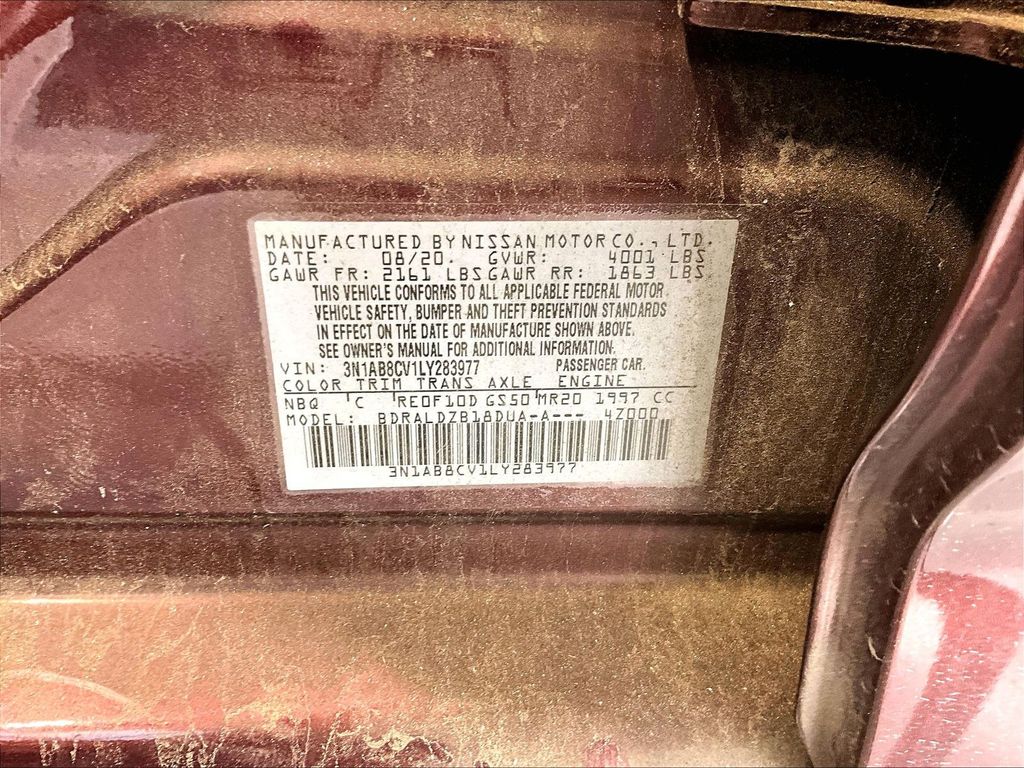 MANUFACTURED BY NISSAN MOTOR CO., LTD.
DATE: 08/20. GVWR: 4001 LBS
GAWR FR: 2161 LBS GAWR RR: 1863 LBS
THIS VEHICLE CONFORMS TO ALL APPLICABLE FEDERAL MOTOR
VEHICLE SAFETY, BUMPER AND THEFT PREVENTION STANDARDS
IN EFFECT ON THE DATE OF MANUFACTURE SHOWN ABOVE.
SEE OWNER'S MANUAL FOR ADDITIONAL INFORMATION.
VIN: 3N1AB8CV1LY283977 PASSENGER CAR.
COLOR TRIM TRANS AXLE ENGINE
NBQ C RE0F10D GS50 MR20 1997 CC
MODEL: BDRALDZB18DUA-A--- 4Z000
3N1AB8CV1LY283977